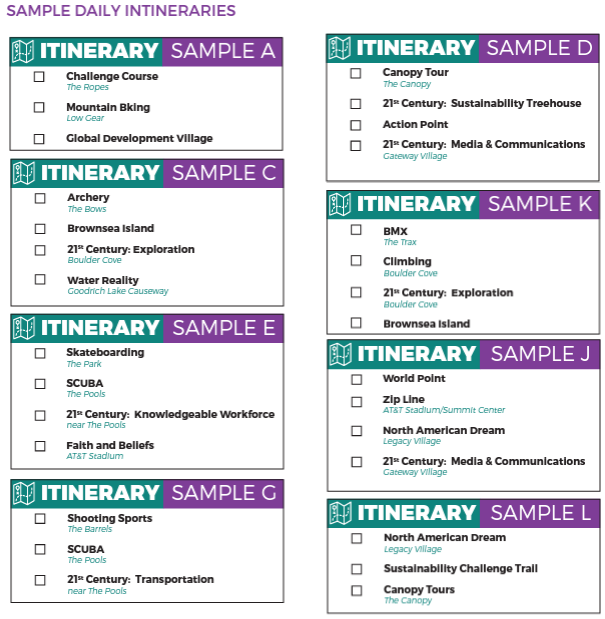 SAMPLE DAILY INTINERARIES
ITINERARY SAMPLE A
Challenge Course
The Ropes
Mountain Bking
Low Gear
Global Development Village
ITINERARY SAMPLE C
Archery
The Bows
Brownsea Island
21st Century: Exploration
Boulder Cove
Water Reality
Goodrich Lake Causeway
ITINERARY SAMPLE E
Skateboarding
The Park
SCUBA
The Pools
21st Century: Knowledgeable Workforce
near The Pools
Faith and Beliefs
AT&T Stadium
ITINERARY SAMPLE G
Shooting Sports
The Barrels
SCUBA
The Pools
21st Century: Transportation
near The Pools
ITINERARY SAMPLE D
Canopy Tour
The Canopy
21st Century: Sustainability Treehouse
Action Point
21st Century: Media & Communications
Gateway Village
ITINERARY SAMPLE K
BMX
The Trax
Climbing
Boulder Cove
21st Century: Exploration
Boulder Cove
Brownsea Island
ITINERARY SAMPLE J
World Point
Zip Line
AT&T Stadium/Summit Center
North American Dream
Legacy Village
21st Century: Media & Communications
Gateway Village
ITINERARY SAMPLE L
North American Dream
Legacy Village
Sustainability Challenge Trail
Canopy Tours
The Canopy